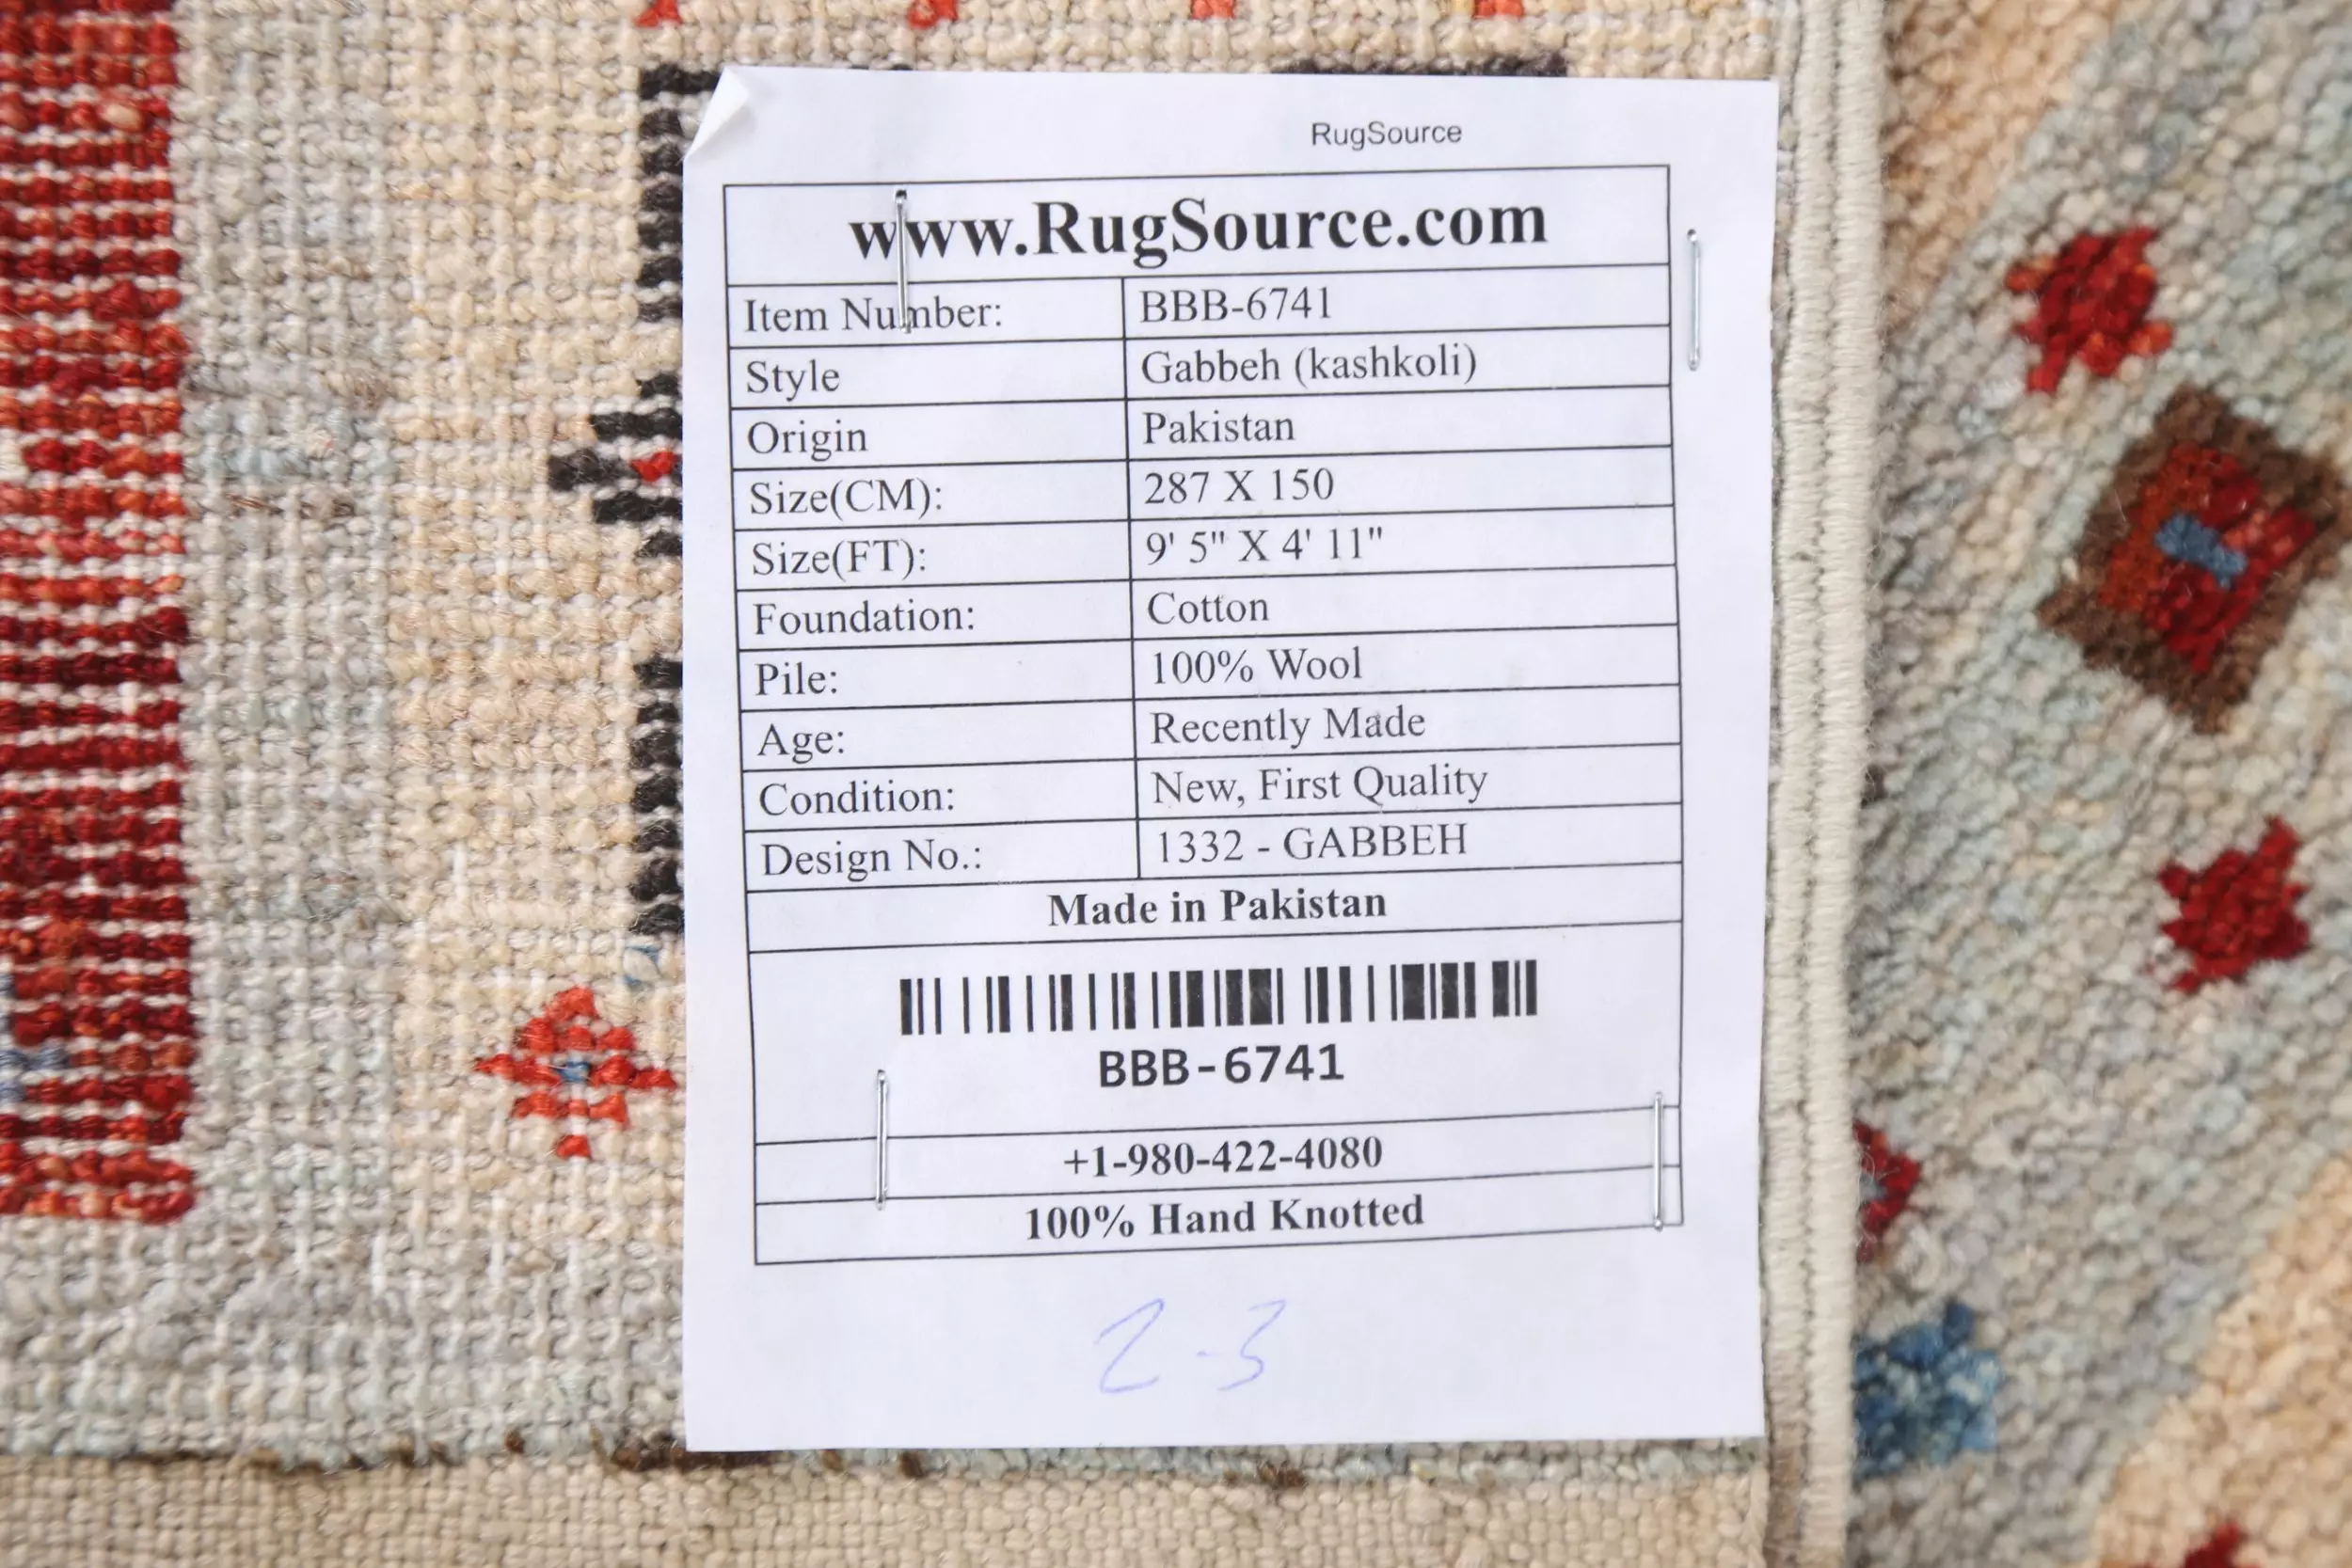 RugSource
www.RugSource.com
Item Number: BBB-6741
Style Gabbeh (kashkoli)
Origin Pakistan
Size(CM): 287 X 150
Size(FT): 9' 5" X 4' 11"
Foundation: Cotton
Pile: 100% Wool
Age: Recently Made
Condition: New, First Quality
Design No.: 1332 - GABBEH
Made in Pakistan
BBB-6741
+1-980-422-4080
100% Hand Knotted
2-3